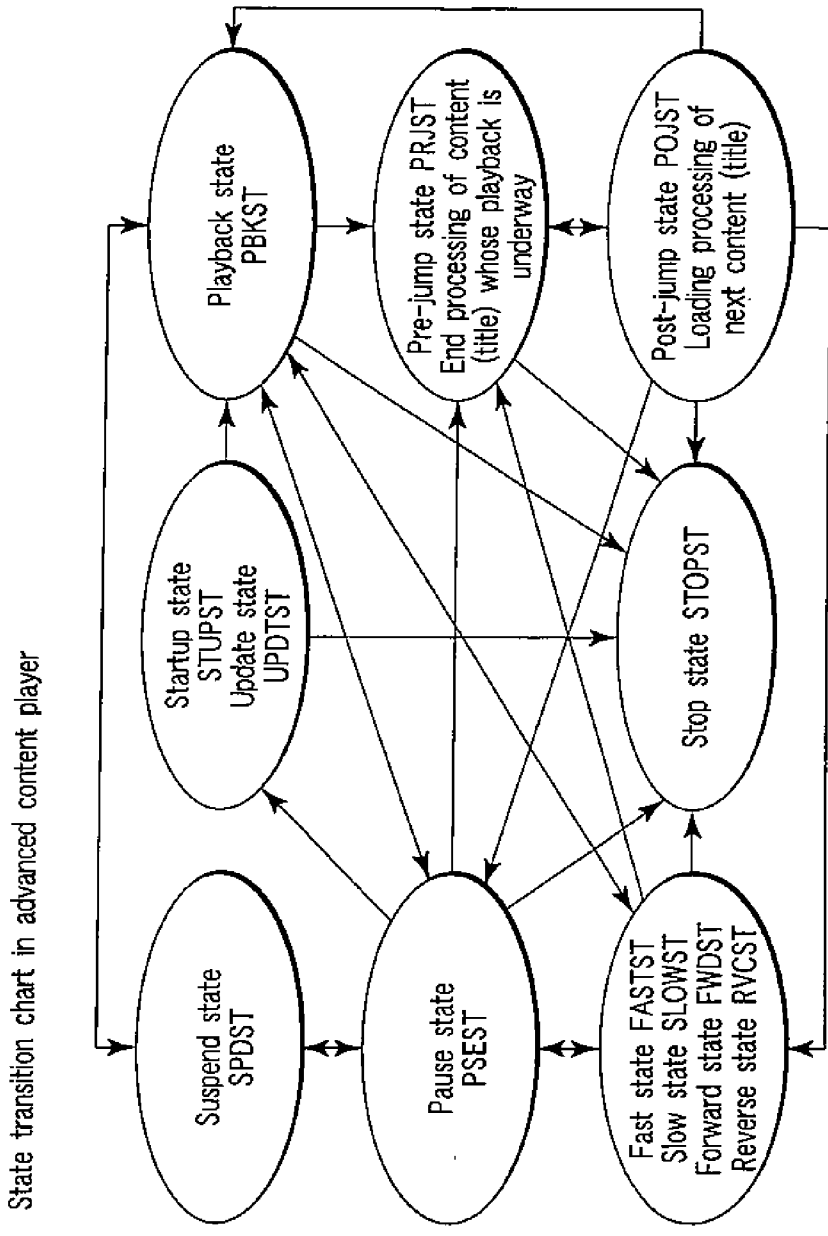 State transition chart in advanced content player
Suspend state
SPDST
Startup state
STUPST
Update state
UPDTST
Playback state
PBKST
Pause state
PSEST
Pre-jump state PRJST
End processing of content
(title) whose playback is
underway
Fast state FASTST
Slow state SLOWST
Forward state FWDST
Reverse state RVCST
Stop state STOPST
Post-jump state POJST
Loading processing of
next content (title)